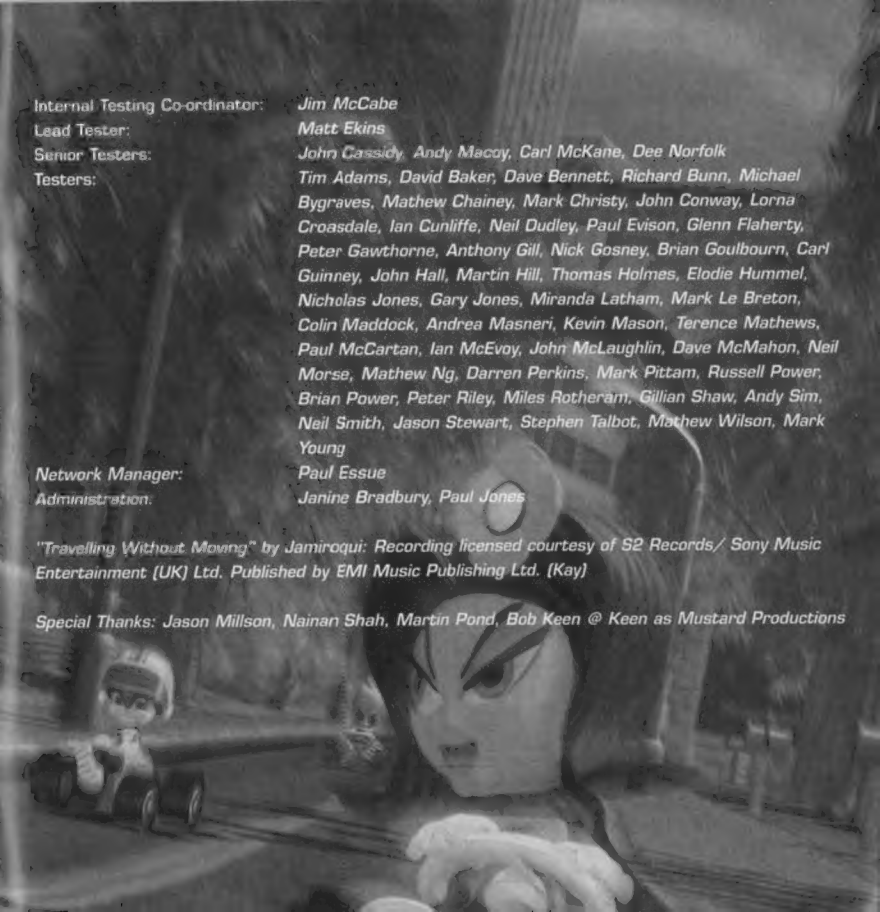 Internal Testing Co-ordinator: Jim McCabe
Lead Tester: Matt Ekins
Senior Testers: John Cassidy, Andy Macoy, Carl McKane, Dee Norfolk
Testers: Tim Adams, David Baker, Dave Bennett, Richard Bunn, Michael
Bygraves, Mathew Chainey, Mark Christy, John Conway, Lorna
Croasdale, Ian Cunliffe, Neil Dudley, Paul Evison, Glenn Flaherty,
Peter Gawthorne, Anthony Gill, Nick Gosney, Brian Goulbourn, Carl
Guinney, John Hall, Martin Hill, Thomas Holmes, Elodie Hummel,
Nicholas Jones, Gary Jones, Miranda Latham, Mark Le Breton,
Colin Maddock, Andrea Masneri, Kevin Mason, Terence Mathews,
Paul McCartan, Ian McEvoy, John McLaughlin, Dave McMahon, Neil
Morse, Mathew Ng, Darren Perkins, Mark Pittam, Russell Power,
Brian Power, Peter Riley, Miles Rotheram, Gillian Shaw, Andy Sim,
Neil Smith, Jason Stewart, Stephen Talbot, Mathew Wilson, Mark
Young
Network Manager: Paul Essue
Administration: Janine Bradbury, Paul Jones
"Travelling Without Moving" by Jamiroqui: Recording licensed courtesy of S2 Records/ Sony Music
Entertainment (UK) Ltd. Published by EMI Music Publishing Ltd. (Kay)
Special Thanks: Jason Millson, Nainan Shah, Martin Pond, Bob Keen @ Keen as Mustard Productions